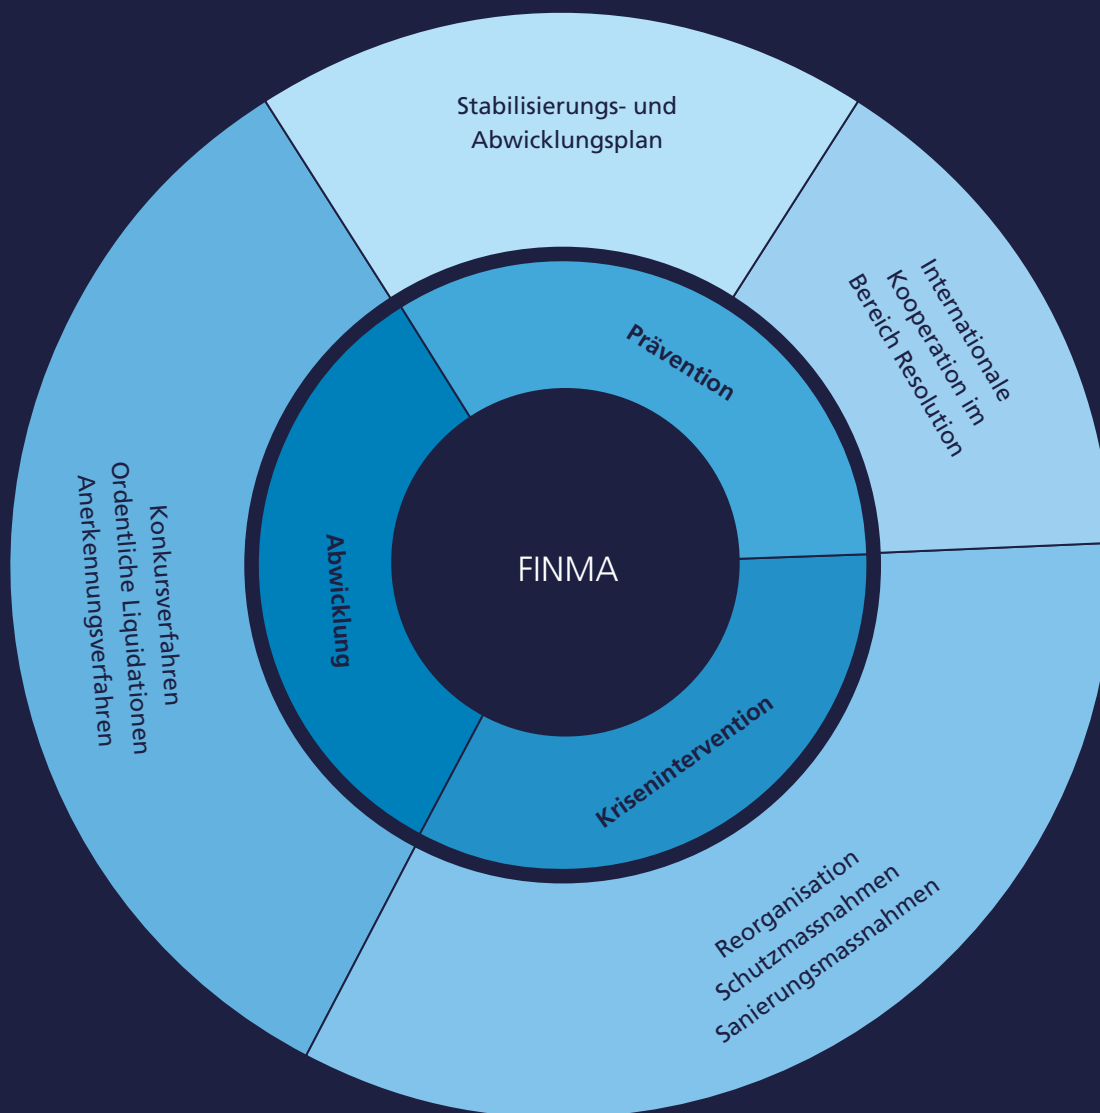 Stabilisierungs- und
Abwicklungsplan
Internationale
Kooperation im
Bereich Resolution
Prävention
Abwicklung
FINMA
Krisenintervention
Konkursverfahren
Ordentliche Liquidationen
Anerkennungsverfahren
Reorganisation
Schutzmassnahmen
Sanierungsmassnahmen